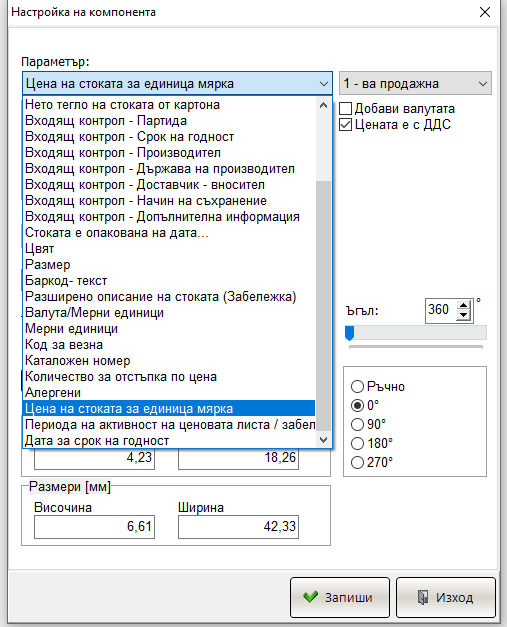 Настройка на компонента
Параметър:
Цена на стоката за единица мярка
1 - ва продажна
Добави валутата
Цената е с ДДС
Нето тегло на стоката от картона
Входящ контрол - Партида
Входящ контрол - Срок на годност
Входящ контрол - Производител
Входящ контрол - Държава на производител
Входящ контрол - Доставчик - вносител
Входящ контрол - Начин на съхранение
Входящ контрол - Допълнителна информация
Стоката е опакована на дата...
Цвят
Размер
Баркод- текст
Разширено описание на стоката (Забележка)
Валута/Мерни единици
Мерни единици
Код за везна
Каталожен номер
Количество за отстъпка по цена
Алергени
Цена на стоката за единица мярка
Периода на активност на ценовата листа / забел
Дата за срок на годност
Ъгъл:
360
°
Ръчно
0°
90°
180°
270°
4,23
18,26
Размери [мм]
Височина
Ширина
6,61
42,33
Запиши
Изход